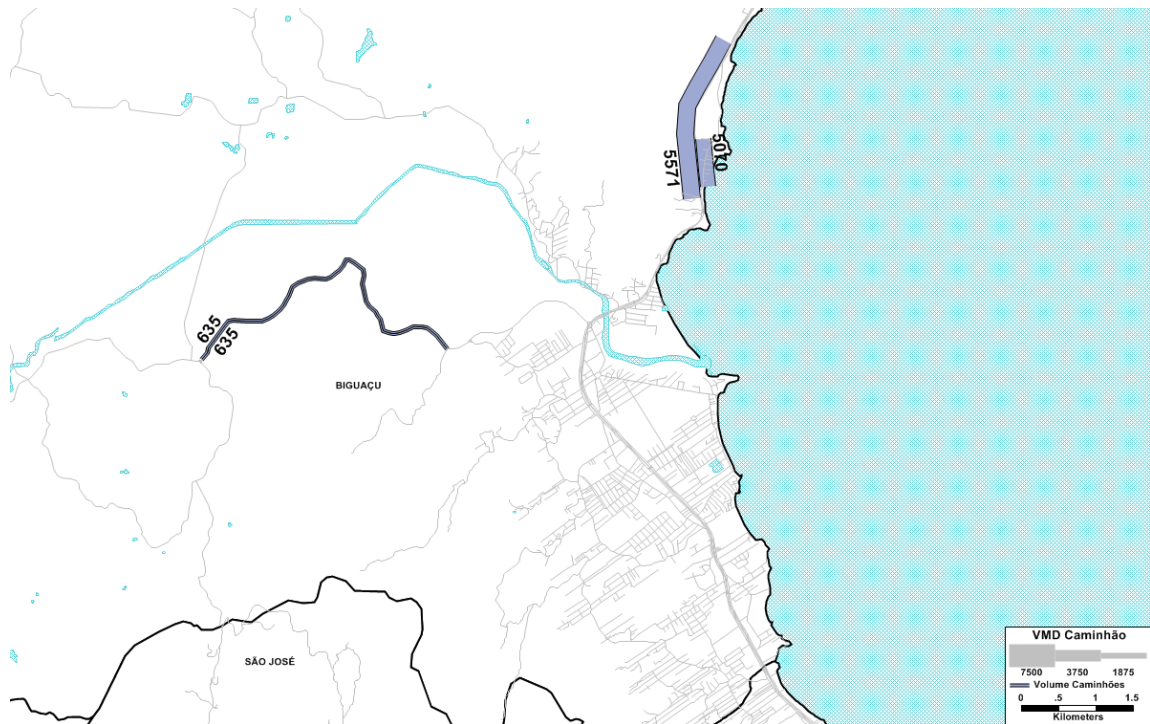 5070
5571
635
635
BIGUAÇU
SÃO JOSÉ
VMD Caminhão
7500 3750 1875
Volume Caminhões
0 .5 1 1.5
Kilometers